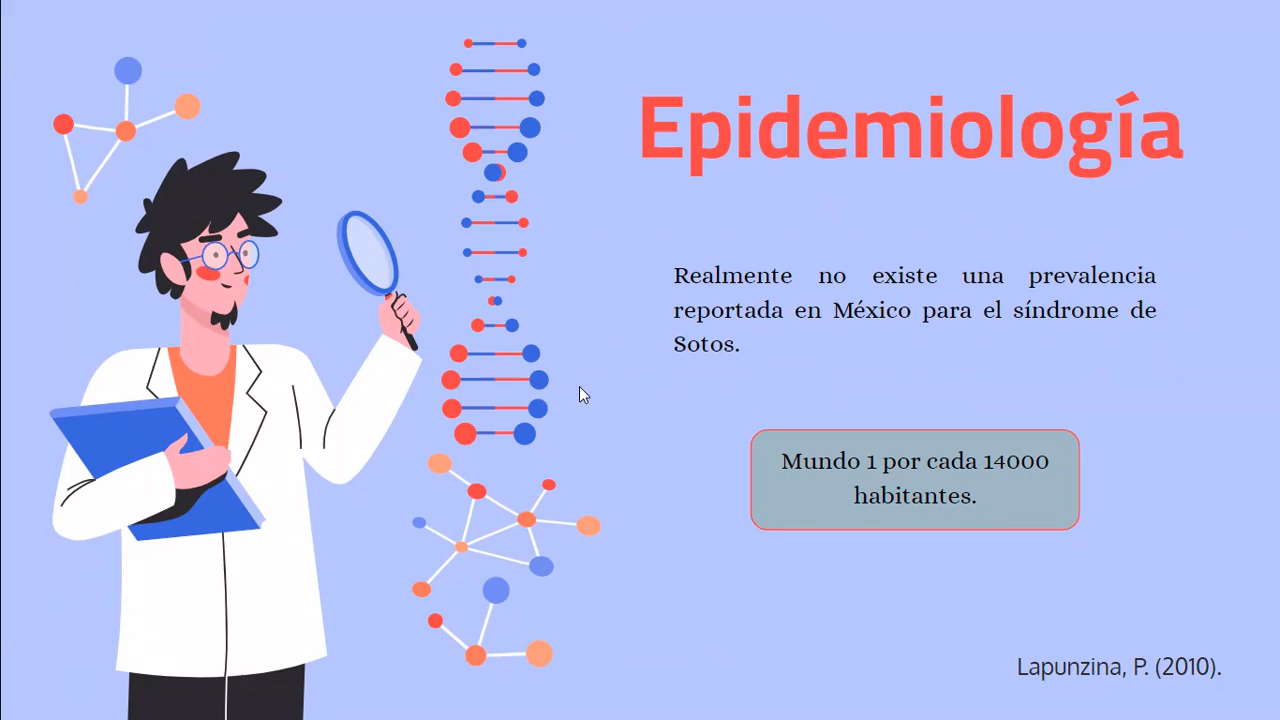 Epidemiología
Realmente no existe una prevalencia
reportada en México para el síndrome de
Sotos.
Mundo 1 por cada 14000
habitantes.
Lapunzina, P. (2010).